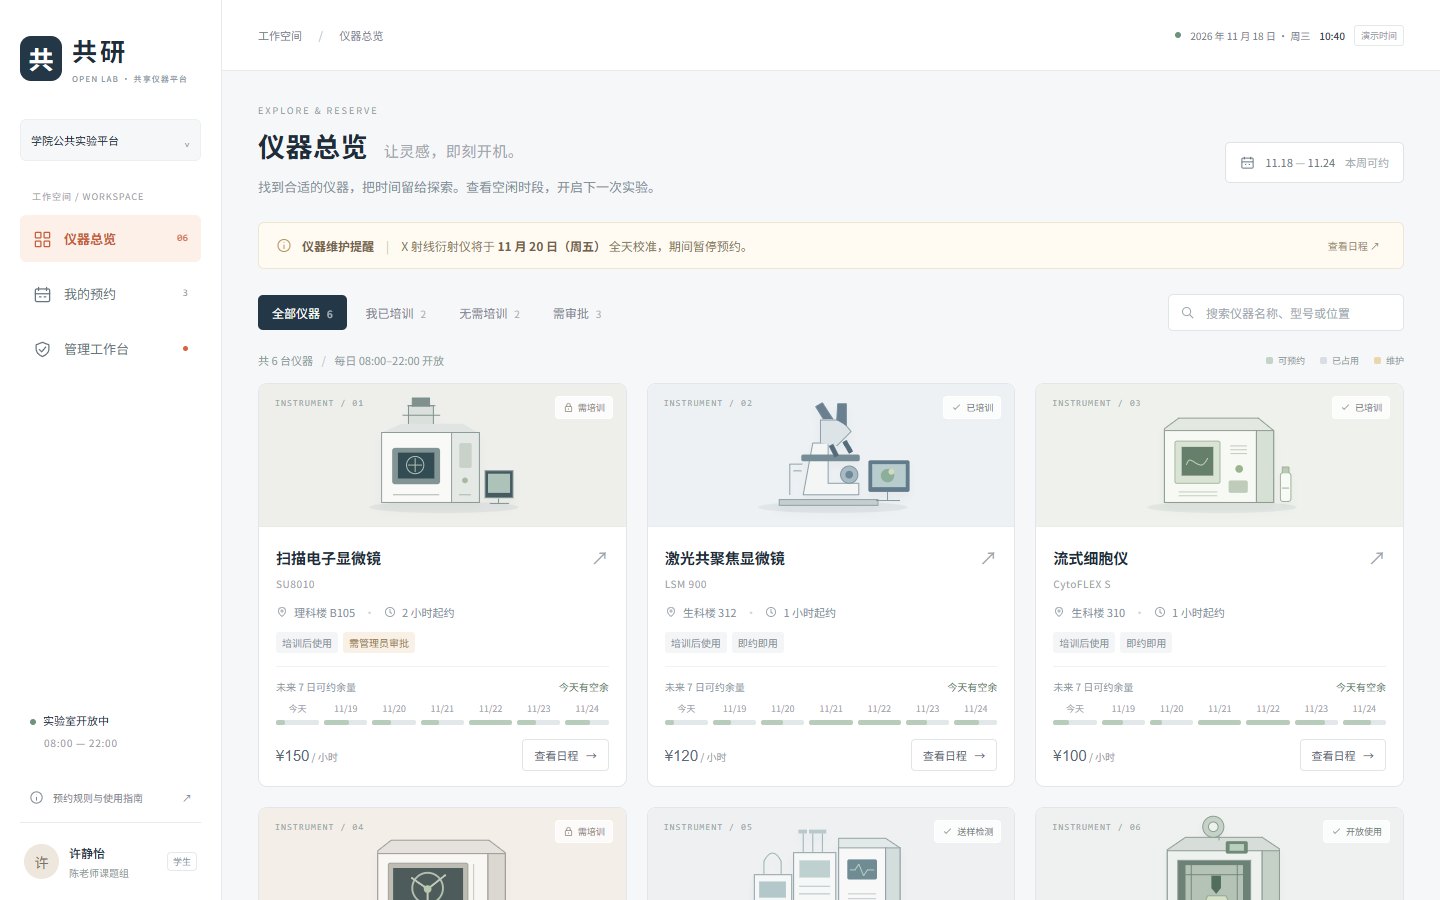 共 共研
OPEN LAB · 共享仪器平台
学院公共实验平台
工作空间 / WORKSPACE
仪器总览 06
我的预约 3
管理工作台
实验室开放中
08:00 — 22:00
预约规则与使用指南 ↗
许 许静怡 学生
陈老师课题组
工作空间 / 仪器总览
2026 年 11 月 18 日 · 周三 10:40 演示时间
EXPLORE & RESERVE
仪器总览 让灵感，即刻开机。
找到合适的仪器，把时间留给探索。查看空闲时段，开启下一次实验。
11.18 — 11.24 本周可约
仪器维护提醒 | X 射线衍射仪将于 11 月 20 日（周五） 全天校准，期间暂停预约。 查看日程 ↗
全部仪器 6 我已培训 2 无需培训 2 需审批 3
搜索仪器名称、型号或位置
共 6 台仪器 / 每日 08:00–22:00 开放
可预约 已占用 维护
INSTRUMENT / 01 需培训
扫描电子显微镜
SU8010
理科楼 B105 · 2 小时起约
培训后使用 需管理员审批
未来 7 日可约余量 今天有空余
今天 11/19 11/20 11/21 11/22 11/23 11/24
¥150 / 小时 查看日程 →
INSTRUMENT / 02 已培训
激光共聚焦显微镜
LSM 900
生科楼 312 · 1 小时起约
培训后使用 即约即用
未来 7 日可约余量 今天有空余
今天 11/19 11/20 11/21 11/22 11/23 11/24
¥120 / 小时 查看日程 →
INSTRUMENT / 03 已培训
流式细胞仪
CytoFLEX S
生科楼 310 · 1 小时起约
培训后使用 即约即用
未来 7 日可约余量 今天有空余
今天 11/19 11/20 11/21 11/22 11/23 11/24
¥100 / 小时 查看日程 →
INSTRUMENT / 04 需培训
INSTRUMENT / 05 送样检测
INSTRUMENT / 06 开放使用